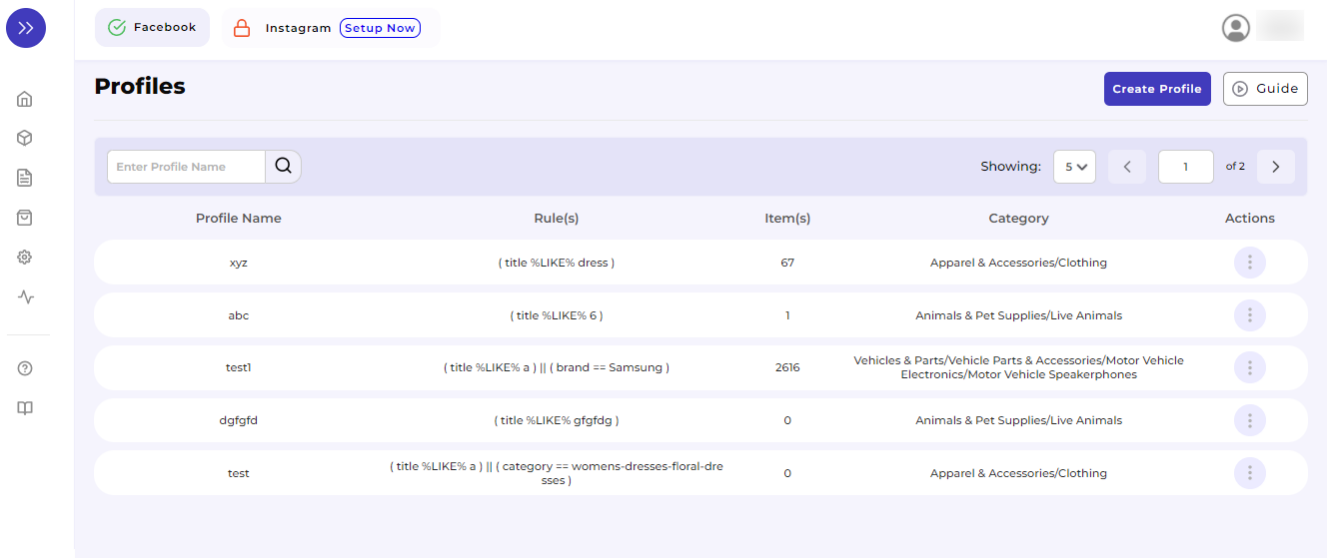 Facebook
Instagram Setup Now
Profiles
Create Profile
Guide
Enter Profile Name
Showing: 5 1 of 2
Profile Name Rule(s) Item(s) Category Actions
xyz ( title %LIKE% dress ) 67 Apparel & Accessories/Clothing
abc ( title %LIKE% 6 ) 1 Animals & Pet Supplies/Live Animals
test1 ( title %LIKE% a ) || ( brand == Samsung ) 2616 Vehicles & Parts/Vehicle Parts & Accessories/Motor Vehicle
Electronics/Motor Vehicle Speakerphones
dgfgfd ( title %LIKE% gfgfdg ) 0 Animals & Pet Supplies/Live Animals
test ( title %LIKE% a ) || ( category == womens-dresses-floral-dre
sses ) 0 Apparel & Accessories/Clothing